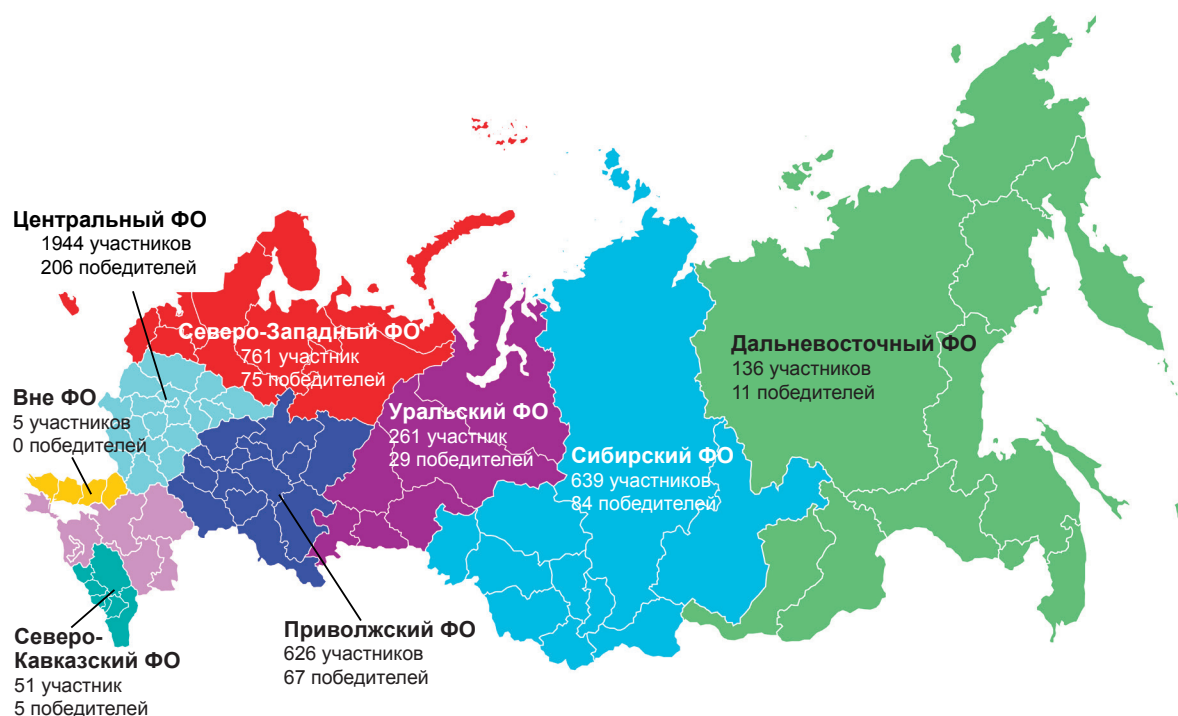 Центральный ФО
1944 участников
206 победителей
Северо-Западный ФО
761 участник
75 победителей
Дальневосточный ФО
136 участников
11 победителей
Вне ФО
5 участников
0 победителей
Уральский ФО
261 участник
29 победителей
Сибирский ФО
639 участников
84 победителей
Северо-
Кавказский ФО
51 участник
5 победителей
Приволжский ФО
626 участников
67 победителей